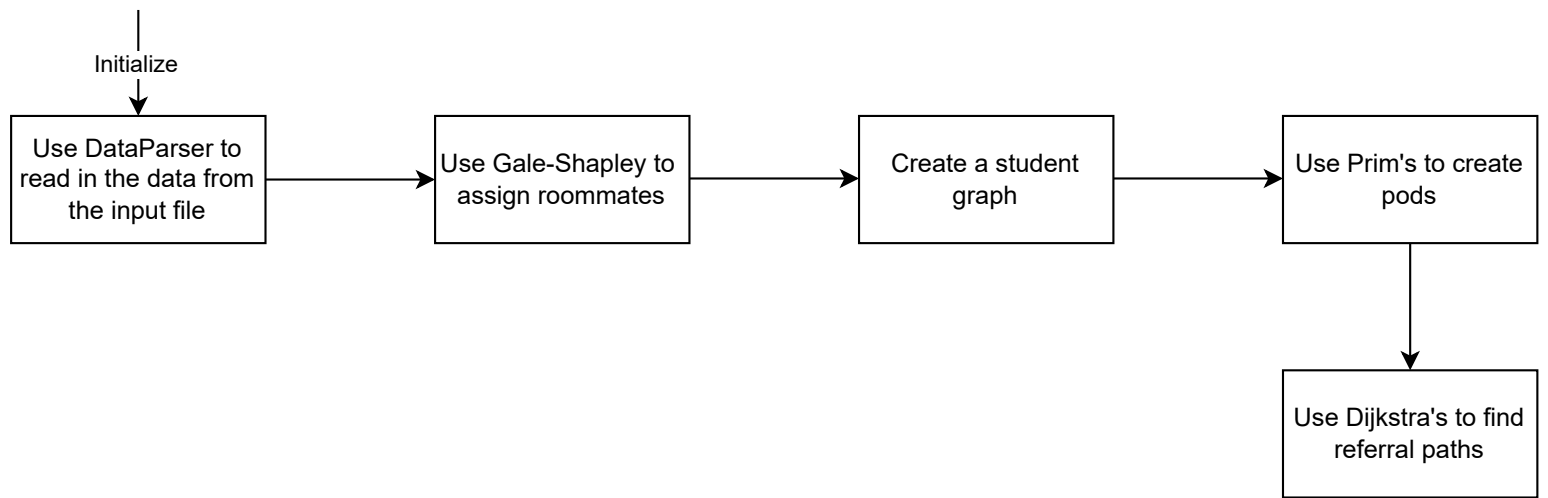 Initialize
Use DataParser to
read in the data from
the input file
Use Gale-Shapley to
assign roommates
Create a student
graph
Use Prim's to create
pods
Use Dijkstra's to find
referral paths